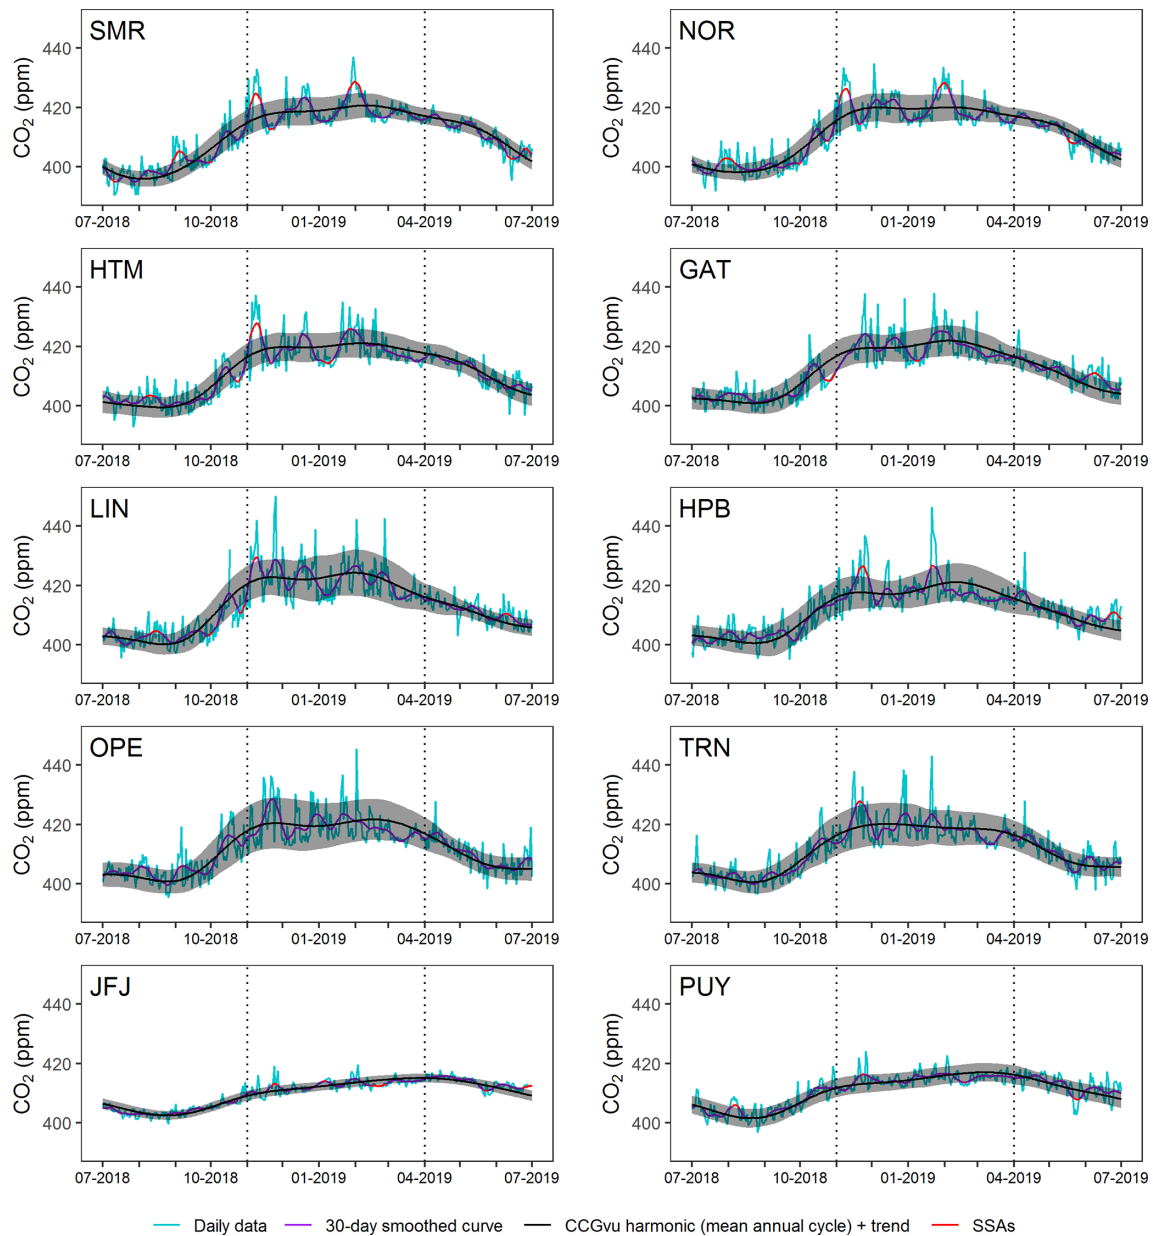 SMR
NOR
CO2 (ppm)
440
420
400
07-2018 10-2018 01-2019 04-2019 07-2019
CO2 (ppm)
440
420
400
07-2018 10-2018 01-2019 04-2019 07-2019
HTM
GAT
CO2 (ppm)
440
420
400
07-2018 10-2018 01-2019 04-2019 07-2019
CO2 (ppm)
440
420
400
07-2018 10-2018 01-2019 04-2019 07-2019
LIN
HPB
CO2 (ppm)
440
420
400
07-2018 10-2018 01-2019 04-2019 07-2019
CO2 (ppm)
440
420
400
07-2018 10-2018 01-2019 04-2019 07-2019
OPE
TRN
CO2 (ppm)
440
420
400
07-2018 10-2018 01-2019 04-2019 07-2019
CO2 (ppm)
440
420
400
07-2018 10-2018 01-2019 04-2019 07-2019
JFJ
PUY
CO2 (ppm)
440
420
400
07-2018 10-2018 01-2019 04-2019 07-2019
CO2 (ppm)
440
420
400
07-2018 10-2018 01-2019 04-2019 07-2019
Daily data 30-day smoothed curve CCGvu harmonic (mean annual cycle) + trend SSAs